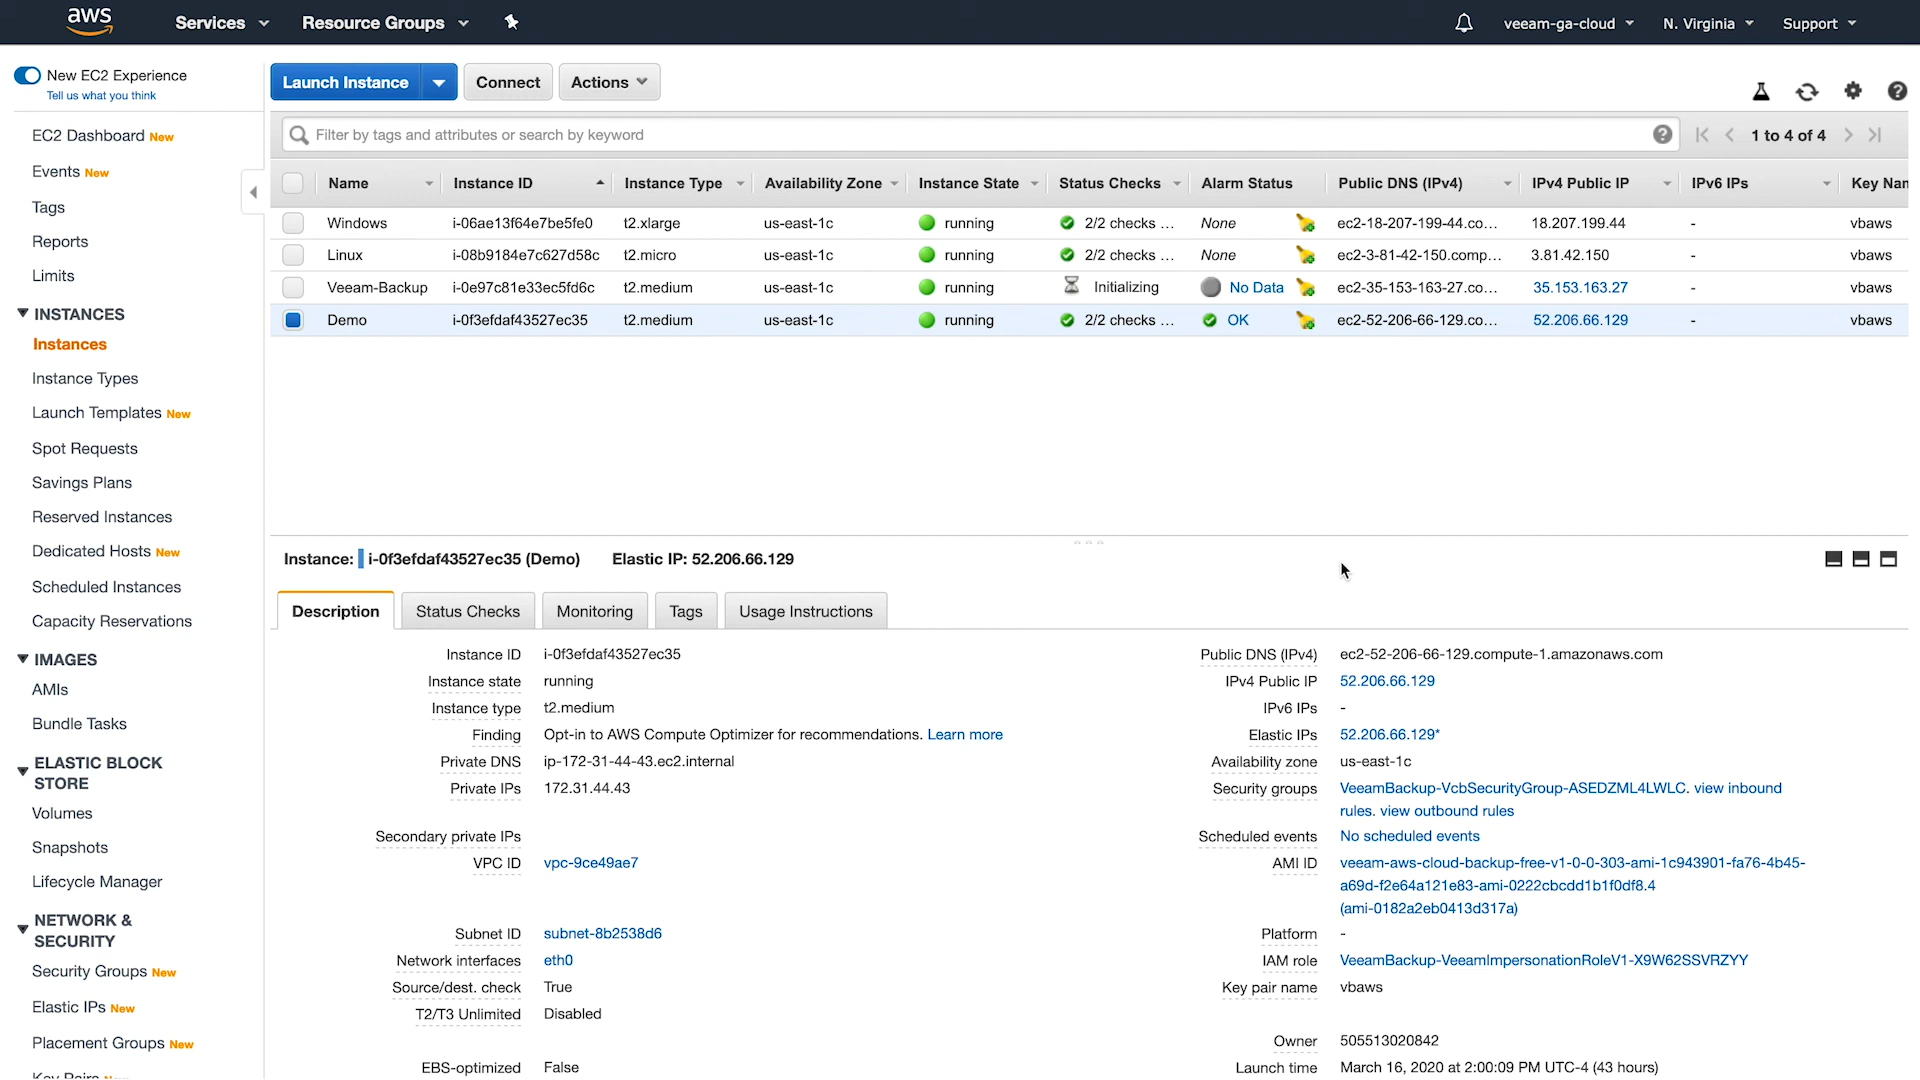 aws Services Resource Groups veeam-ga-cloud N. Virginia Support
New EC2 Experience
Tell us what you think
EC2 Dashboard New
Events New
Tags
Reports
Limits
INSTANCES
Instances
Instance Types
Launch Templates New
Spot Requests
Savings Plans
Reserved Instances
Dedicated Hosts New
Scheduled Instances
Capacity Reservations
IMAGES
AMIs
Bundle Tasks
ELASTIC BLOCK
STORE
Volumes
Snapshots
Lifecycle Manager
NETWORK &
SECURITY
Security Groups New
Elastic IPs New
Placement Groups New
Key Pairs New
Launch Instance Connect Actions
Filter by tags and attributes or search by keyword 1 to 4 of 4
Name Instance ID Instance Type Availability Zone Instance State Status Checks Alarm Status Public DNS (IPv4) IPv4 Public IP IPv6 IPs Key Nam
Windows i-06ae13f64e7be5fe0 t2.xlarge us-east-1c running 2/2 checks ... None ec2-18-207-199-44.co... 18.207.199.44 - vbaws
Linux i-08b9184e7c627d58c t2.micro us-east-1c running 2/2 checks ... None ec2-3-81-42-150.comp... 3.81.42.150 - vbaws
Veeam-Backup i-0e97c81e33ec5fd6c t2.medium us-east-1c running Initializing No Data ec2-35-153-163-27.co... 35.153.163.27 - vbaws
Demo i-0f3efdaf43527ec35 t2.medium us-east-1c running 2/2 checks ... OK ec2-52-206-66-129.co... 52.206.66.129 - vbaws
Instance: i-0f3efdaf43527ec35 (Demo) Elastic IP: 52.206.66.129
Description Status Checks Monitoring Tags Usage Instructions
Instance ID i-0f3efdaf43527ec35
Instance state running
Instance type t2.medium
Finding Opt-in to AWS Compute Optimizer for recommendations. Learn more
Private DNS ip-172-31-44-43.ec2.internal
Private IPs 172.31.44.43
Secondary private IPs
VPC ID vpc-9ce49ae7
Subnet ID subnet-8b2538d6
Network interfaces eth0
Source/dest. check True
T2/T3 Unlimited Disabled
EBS-optimized False
Public DNS (IPv4) ec2-52-206-66-129.compute-1.amazonaws.com
IPv4 Public IP 52.206.66.129
IPv6 IPs -
Elastic IPs 52.206.66.129*
Availability zone us-east-1c
Security groups VeeamBackup-VcbSecurityGroup-ASEDZML4LWLC. view inbound
rules. view outbound rules
Scheduled events No scheduled events
AMI ID veeam-aws-cloud-backup-free-v1-0-0-303-ami-1c943901-fa76-4b45-
a69d-f2e64a121e83-ami-0222cbcdd1b1f0df8.4
(ami-0182a2eb0413d317a)
Platform -
IAM role VeeamBackup-VeeamImpersonationRoleV1-X9W62SSVRZYY
Key pair name vbaws
Owner 505513020842
Launch time March 16, 2020 at 2:00:09 PM UTC-4 (43 hours)